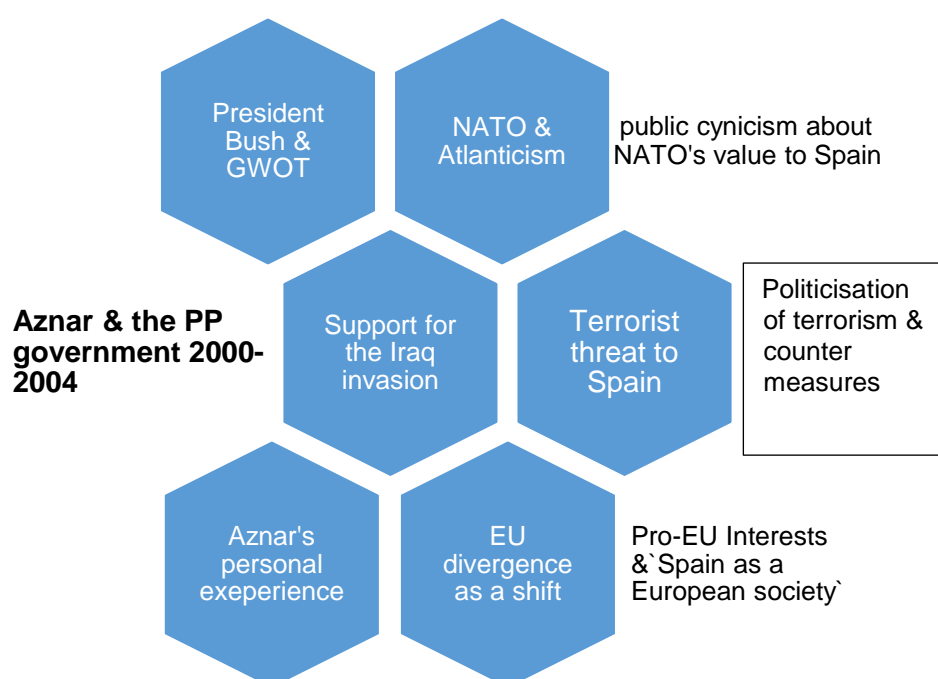 President
Bush &
GWOT
NATO &
Atlanticism
public cynicism about
NATO's value to Spain
Aznar & the PP
government 2000-
2004
Support for
the Iraq
invasion
Terrorist
threat to
Spain
Politicisation
of terrorism &
counter
measures
Aznar's
personal
exeperience
EU
divergence
as a shift
Pro-EU Interests
&`Spain as a
European society`